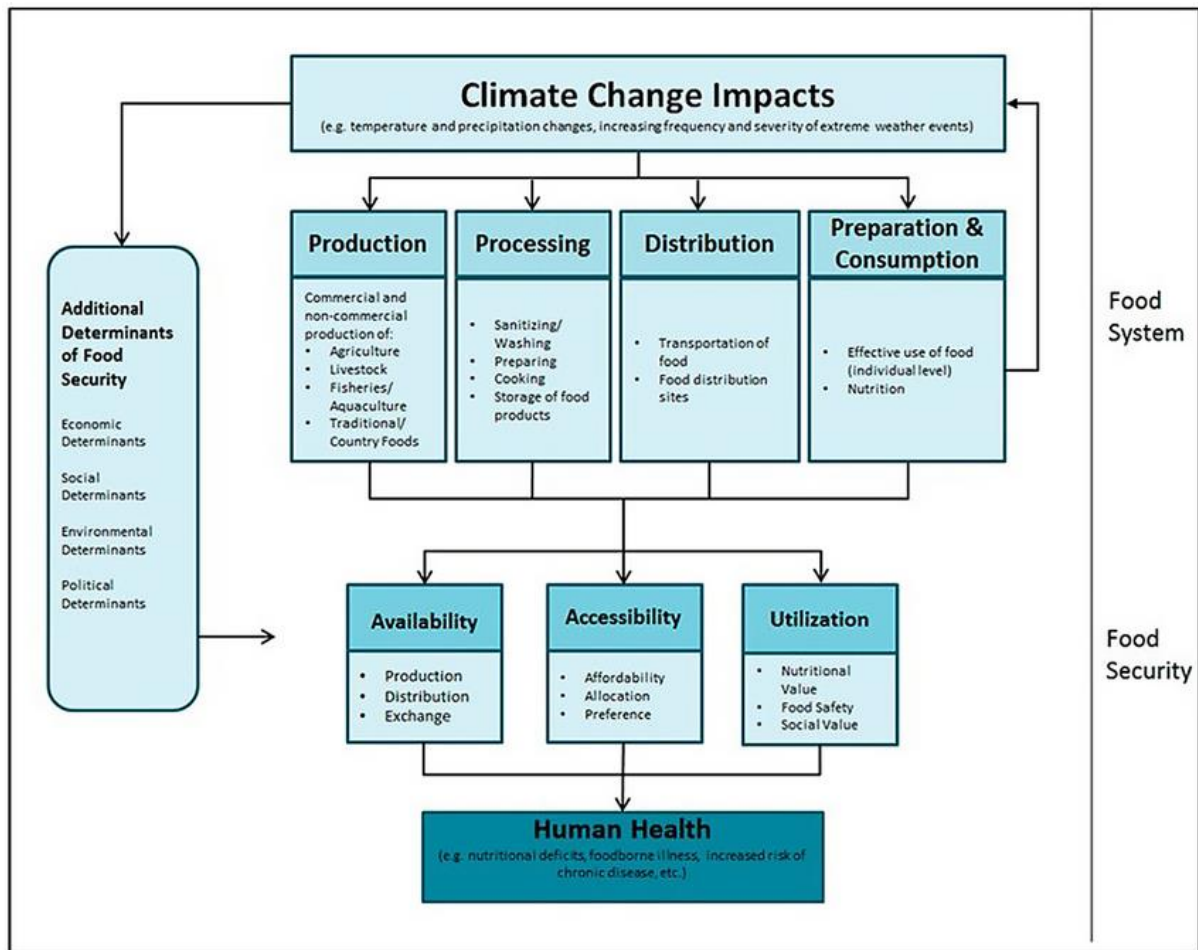 Climate Change Impacts
(e.g. temperature and precipitation changes, increasing frequency and severity of extreme weather events)
Production
Commercial and
non-commercial
production of:
• Agriculture
• Livestock
• Fisheries/
Aquaculture
• Traditional/
Country Foods
Processing
• Sanitizing/
Washing
• Preparing
• Cooking
• Storage of food
products
Distribution
• Transportation of
food
• Food distribution
sites
Preparation &
Consumption
• Effective use of food
(individual level)
• Nutrition
Food
System
Additional
Determinants
of Food
Security
Economic
Determinants
Social
Determinants
Environmental
Determinants
Political
Determinants
Availability
• Production
• Distribution
• Exchange
Accessibility
• Affordability
• Allocation
• Preference
Utilization
• Nutritional
Value
• Food Safety
• Social Value
Food
Security
Human Health
(e.g. nutritional deficits, foodborne illness, increased risk of
chronic disease, etc.)